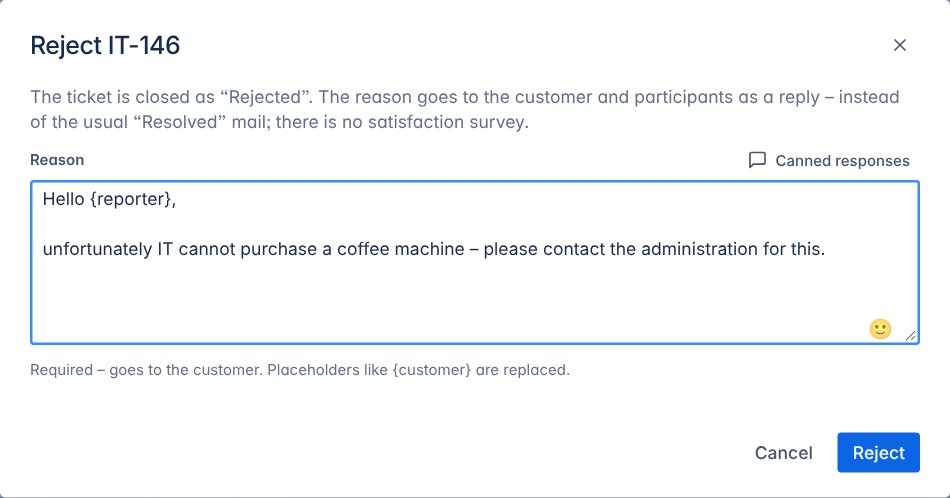 Reject IT-146
The ticket is closed as “Rejected”. The reason goes to the customer and participants as a reply – instead
of the usual “Resolved” mail; there is no satisfaction survey.
Reason
Canned responses
Hello {reporter},
unfortunately IT cannot purchase a coffee machine – please contact the administration for this.
Required – goes to the customer. Placeholders like {customer} are replaced.
Cancel
Reject